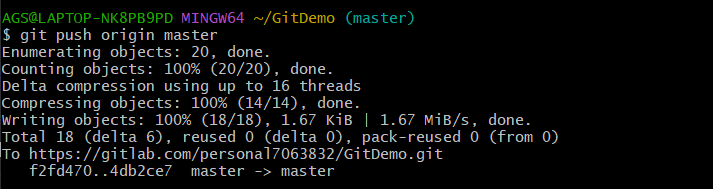 AGS@LAPTOP-NK8PB9PD MINGW64 ~/GitDemo (master)
$ git push origin master
Enumerating objects: 20, done.
Counting objects: 100% (20/20), done.
Delta compression using up to 16 threads
Compressing objects: 100% (14/14), done.
Writing objects: 100% (18/18), 1.67 KiB | 1.67 MiB/s, done.
Total 18 (delta 6), reused 0 (delta 0), pack-reused 0 (from 0)
To https://gitlab.com/personal7063832/GitDemo.git
   f2fd470..4db2ce7  master -> master